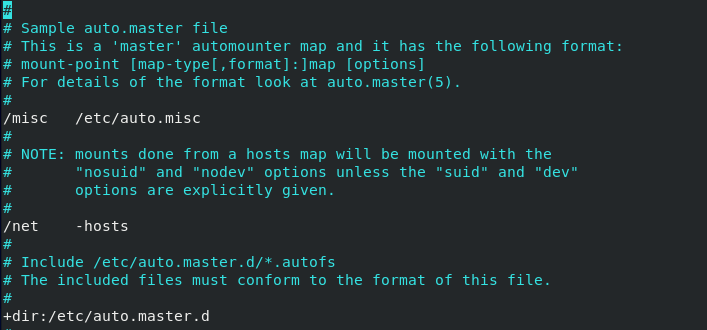 #
# Sample auto.master file
# This is a 'master' automounter map and it has the following format:
# mount-point [map-type[,format]:]map [options]
# For details of the format look at auto.master(5).
#
/misc   /etc/auto.misc
#
# NOTE: mounts done from a hosts map will be mounted with the
#       "nosuid" and "nodev" options unless the "suid" and "dev"
#       options are explicitly given.
#
/net    -hosts
#
# Include /etc/auto.master.d/*.autofs
# The included files must conform to the format of this file.
#
+dir:/etc/auto.master.d
#